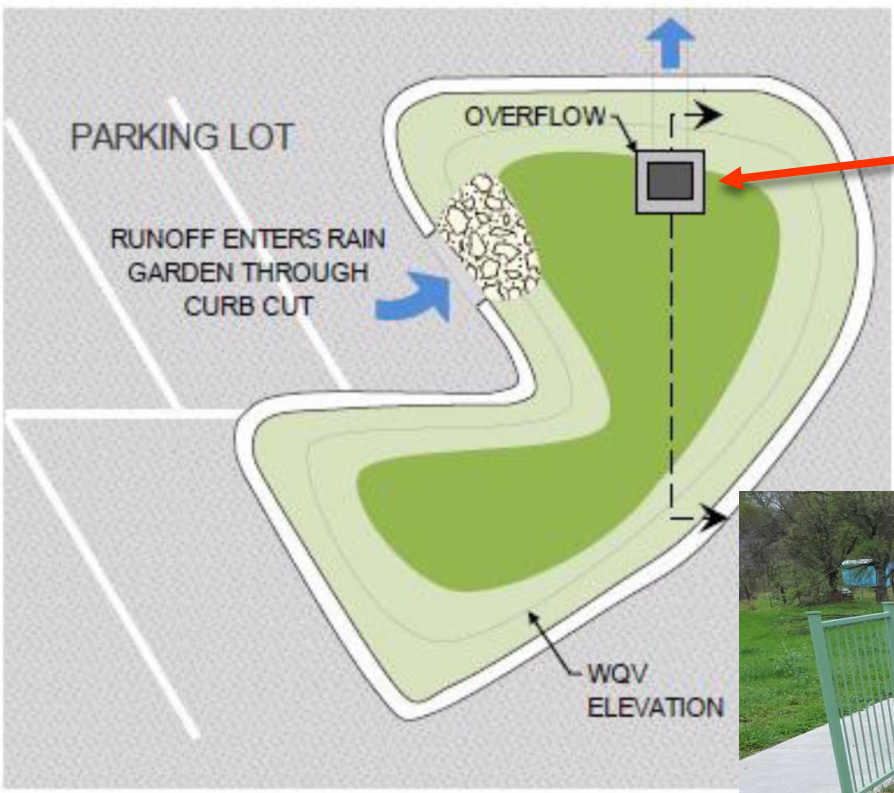 PARKING LOT
OVERFLOW
RUNOFF ENTERS RAIN
GARDEN THROUGH
CURB CUT
WQV
ELEVATION